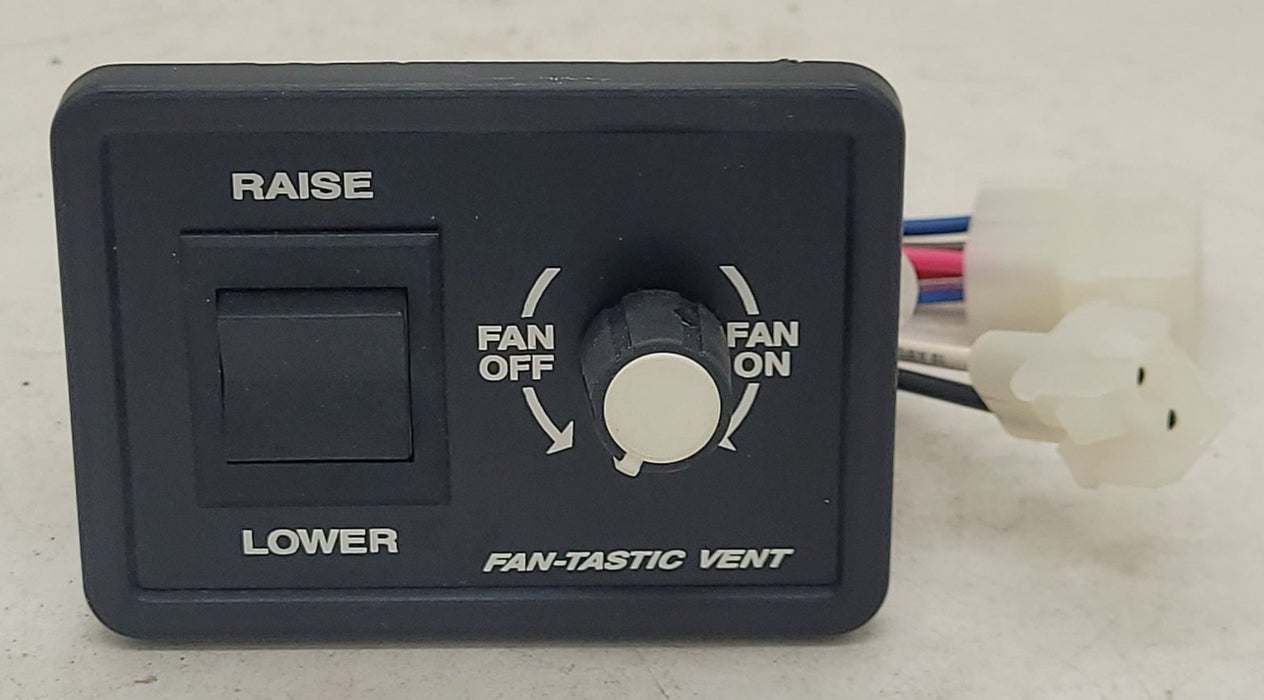 RAISE
FAN
OFF
FAN
ON
LOWER
FAN-TASTIC VENT